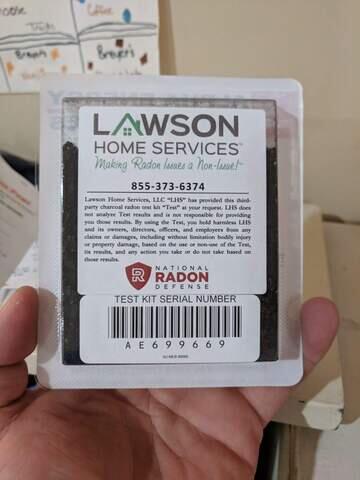 LAWSON
HOME SERVICES™
Making Radon Issues a Non-Issue!™
855-373-6374
Lawson Home Services, LLC "LHS" has provided this third-
party charcoal radon test kit "Test" as your request. LHS does
not analyze Test results and is not responsible for providing
you those results. By using the Test, you hold harmless LHS
and its owners, directors, officers, and employees from any
claims or damages, including without limitation bodily injury
or property damage, based on the use or non-use of the Test,
its results, and any action you take or do not take based on
those results.
NATIONAL
RADON
DEFENSE
TEST KIT SERIAL NUMBER
AE699669